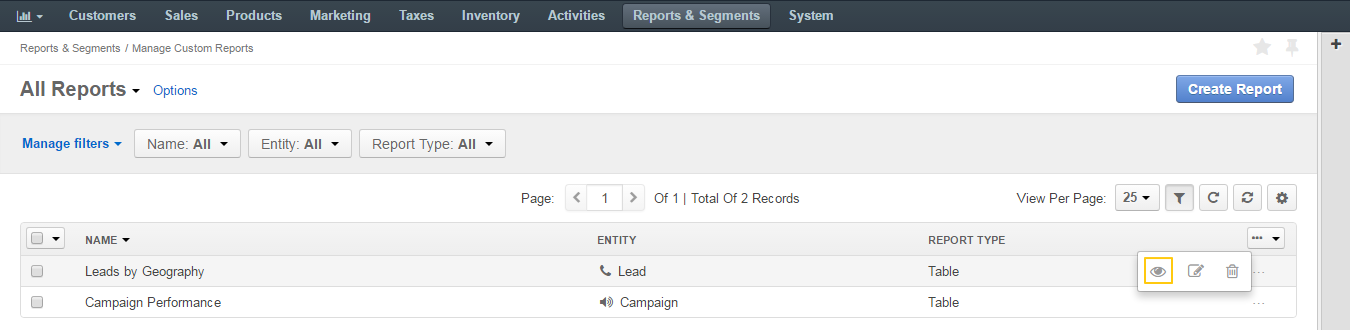 Customers Sales Products Marketing Taxes Inventory Activities Reports & Segments System
Reports & Segments / Manage Custom Reports
All Reports Options Create Report
Manage filters Name: All Entity: All Report Type: All
Page: 1 Of 1 | Total Of 2 Records View Per Page: 25
NAME ENTITY REPORT TYPE
Leads by Geography Lead Table
Campaign Performance Campaign Table